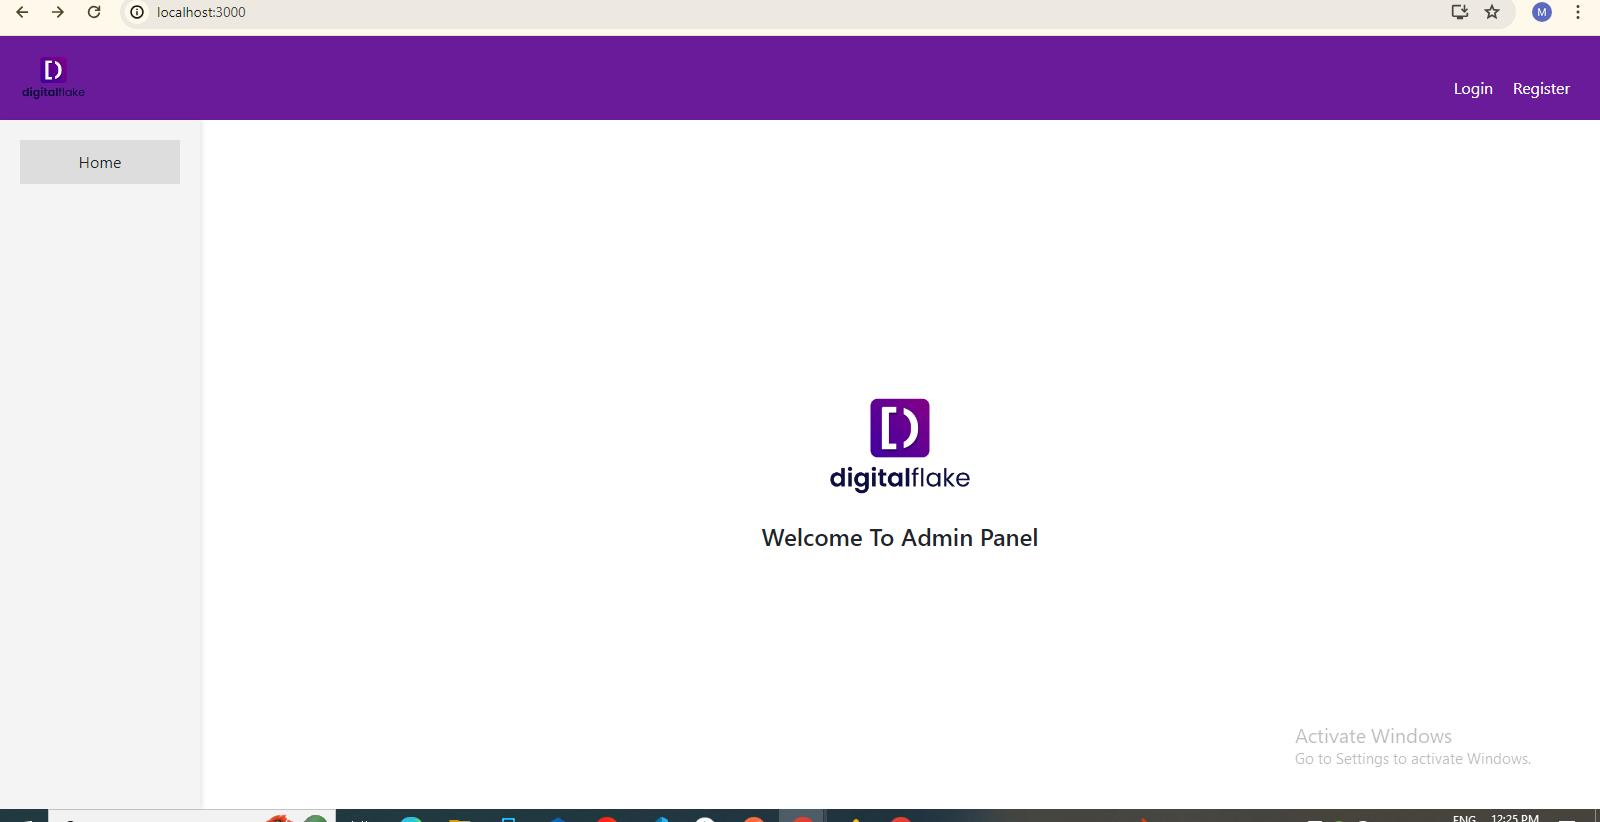 localhost:3000
M
digitalflake
Login Register
Home
digitalflake
Welcome To Admin Panel
Activate Windows
Go to Settings to activate Windows.
ENG 12:25 PM